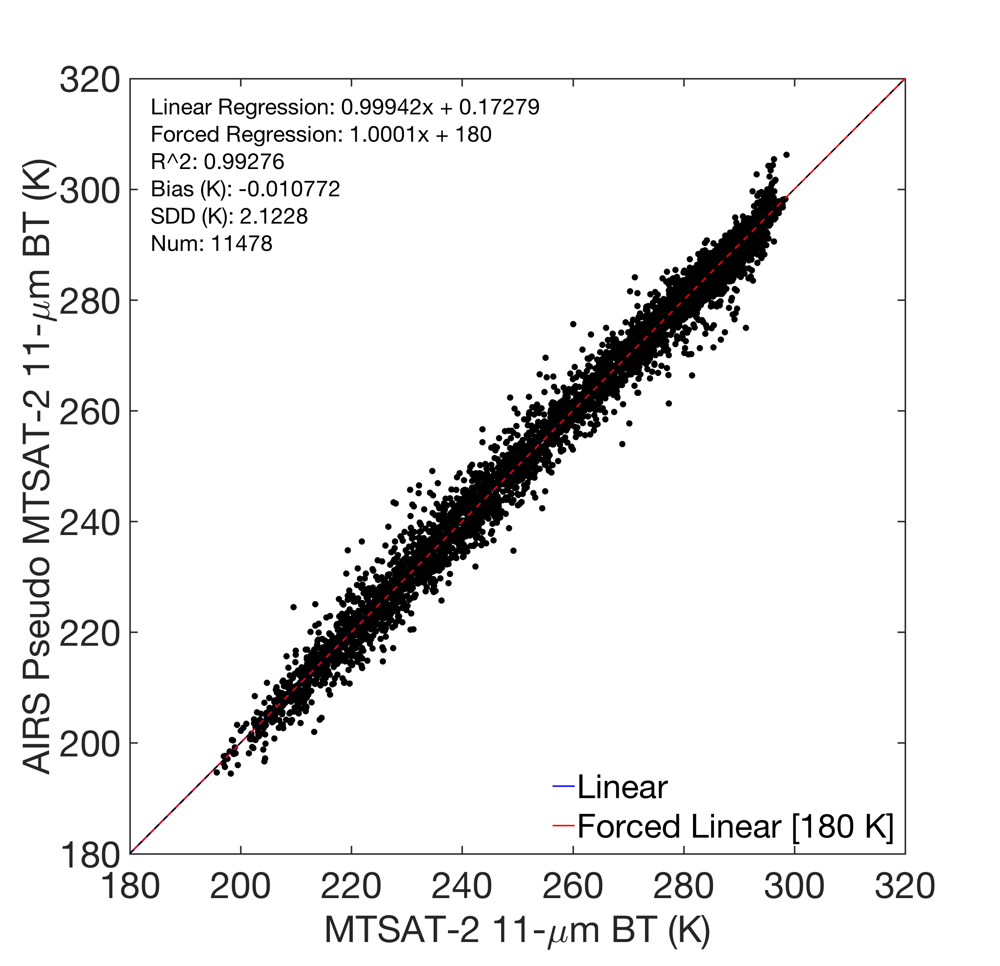 Linear Regression: 0.99942x + 0.17279
Forced Regression: 1.0001x + 180
R^2: 0.99276
Bias (K): -0.010772
SDD (K): 2.1228
Num: 11478
AIRS Pseudo MTSAT-2 11-μm BT (K)
320
300
280
260
240
220
200
180
Linear
Forced Linear [180 K]
180 200 220 240 260 280 300 320
MTSAT-2 11-μm BT (K)